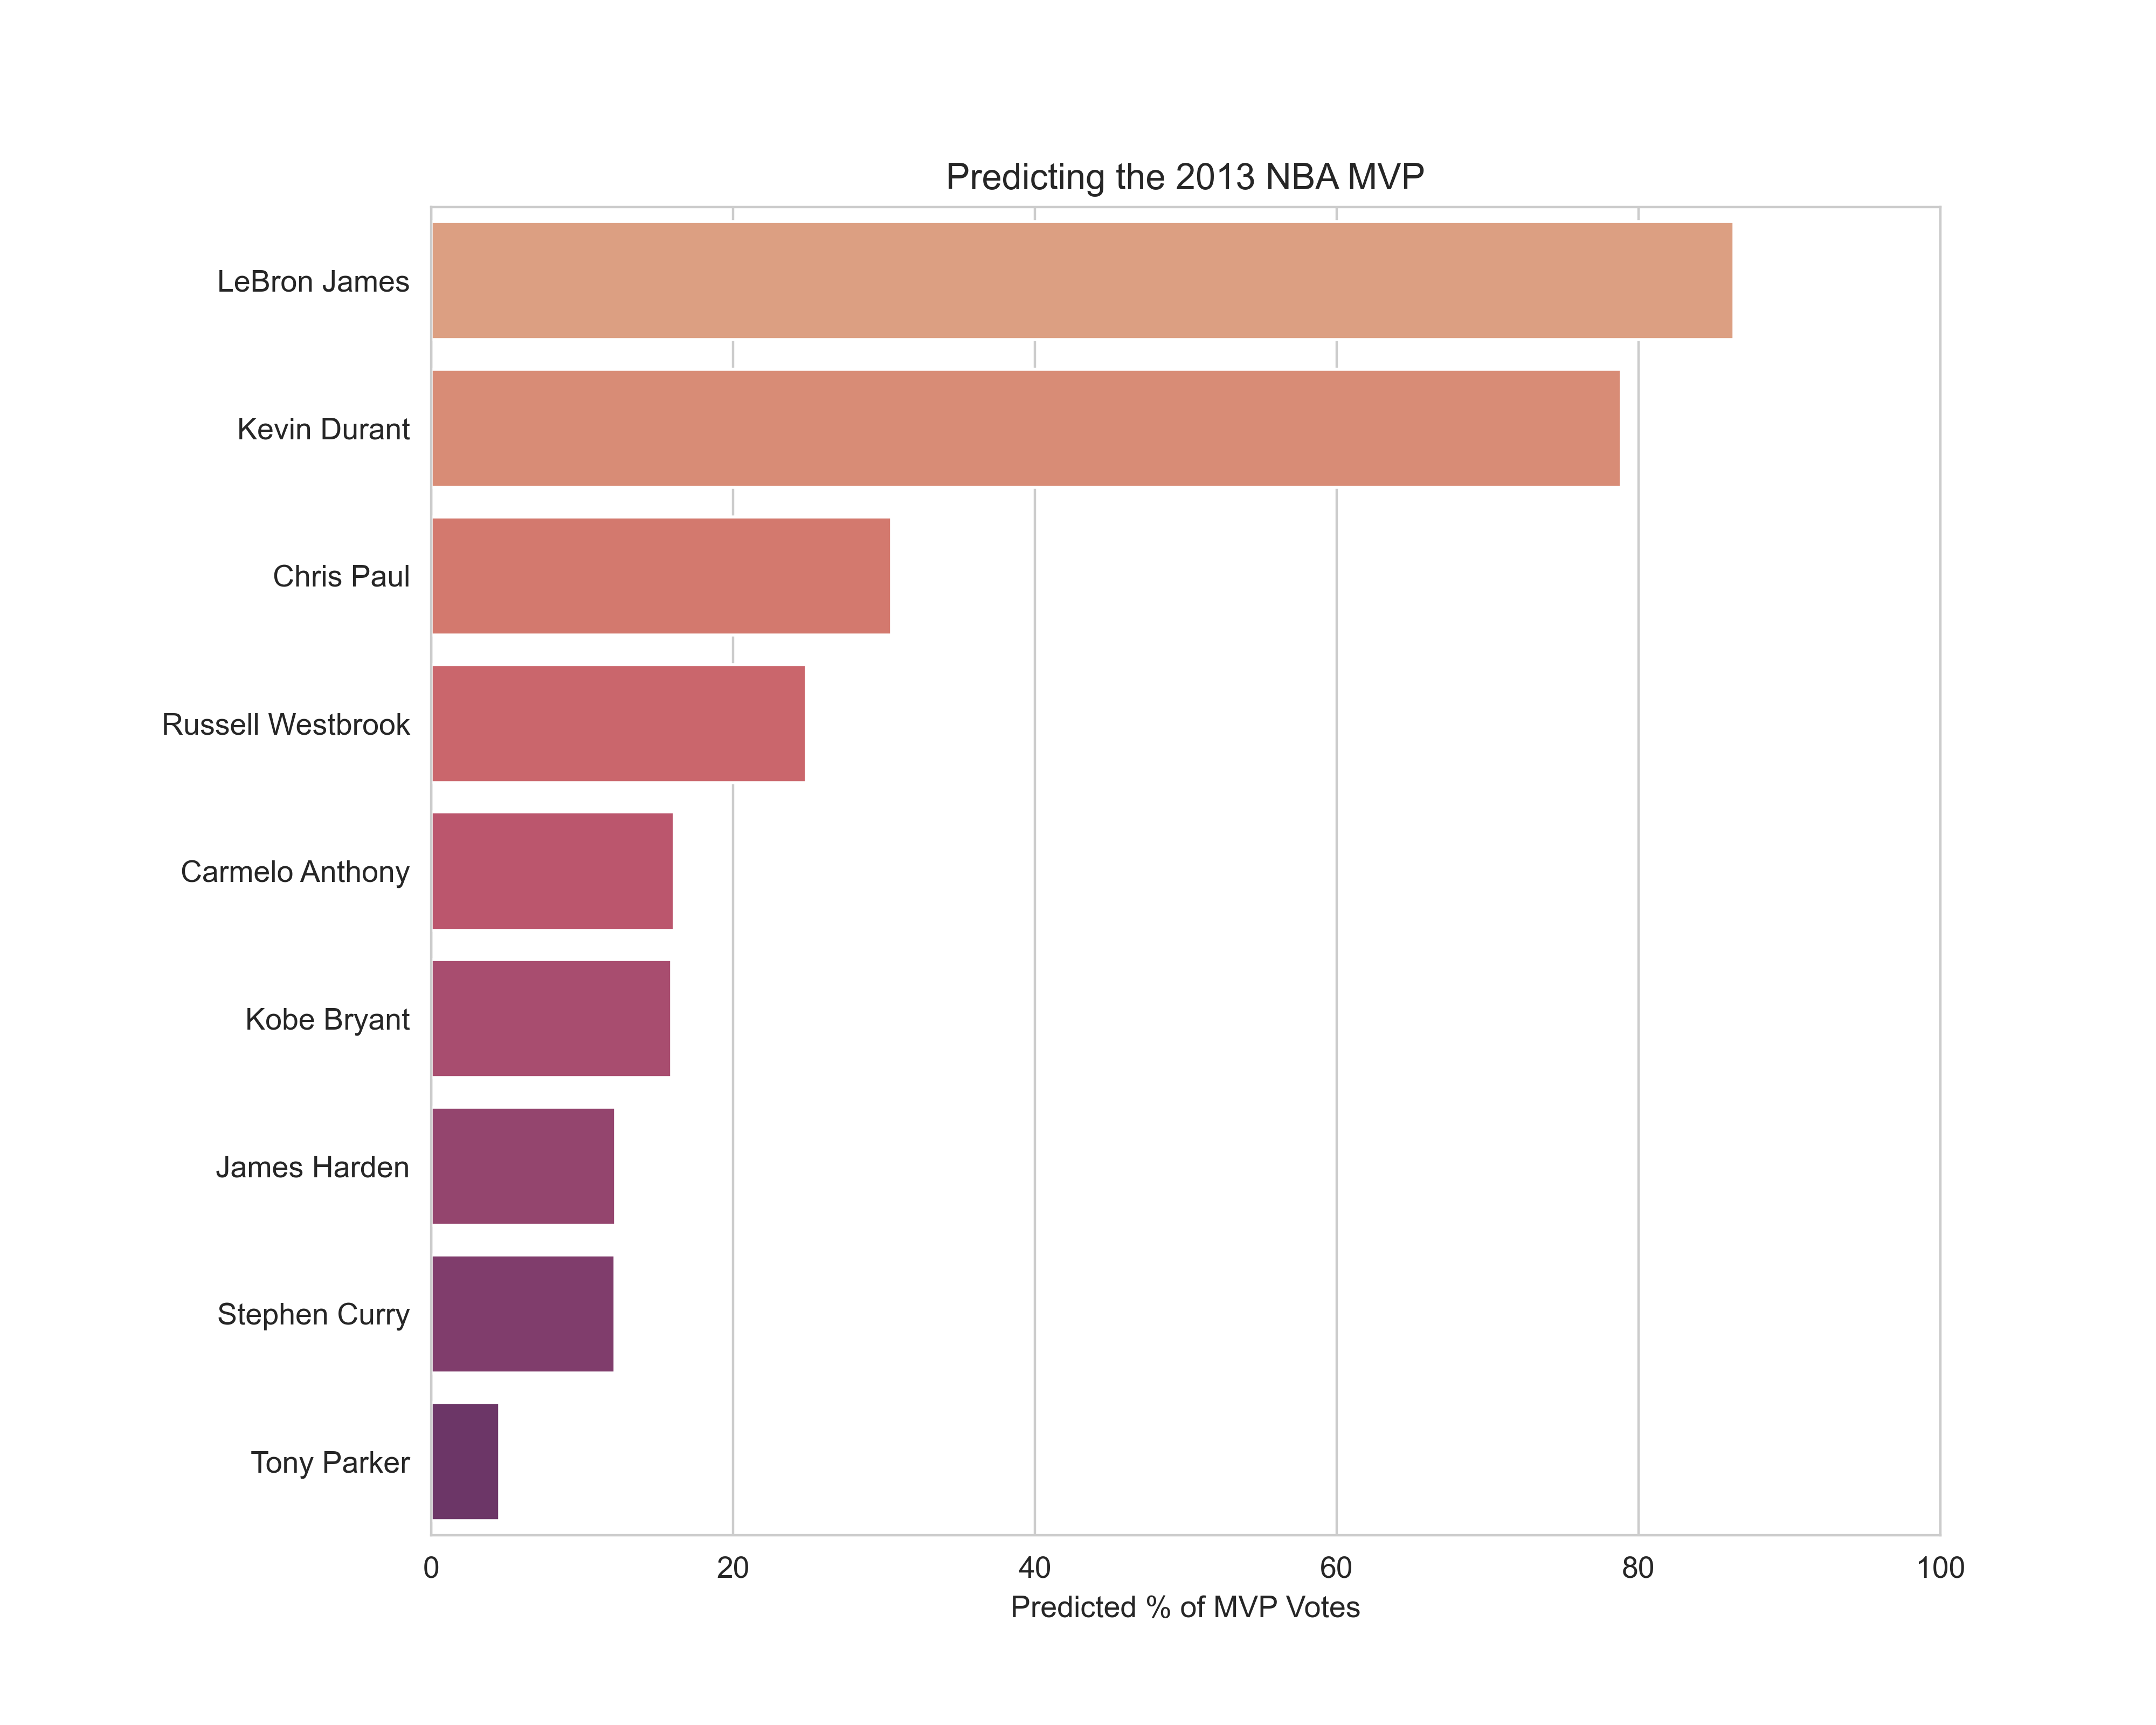 Predicting the 2013 NBA MVP
LeBron James
Kevin Durant
Chris Paul
Russell Westbrook
Carmelo Anthony
Kobe Bryant
James Harden
Stephen Curry
Tony Parker
0 20 40 60 80 100
Predicted % of MVP Votes